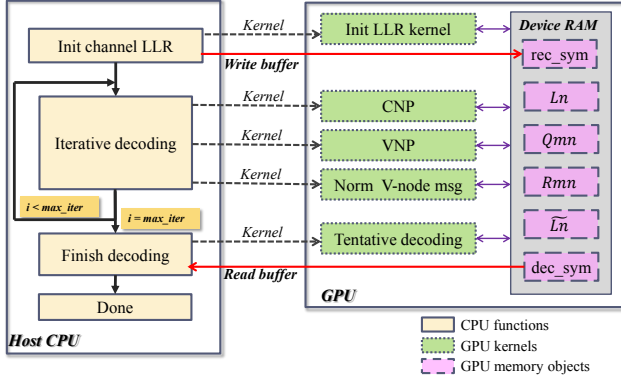 Kernel
Device RAM
Init channel LLR
Init LLR kernel
Write buffer
rec_sym
Kernel
CNP
Ln
Iterative decoding
Kernel
VNP
Qmn
Kernel
Norm V-node msg
Rmn
i < max_iter
i = max_iter
Kernel
Tentative decoding
L̃n
Finish decoding
Read buffer
dec_sym
Done
Host CPU
GPU
CPU functions
GPU kernels
GPU memory objects